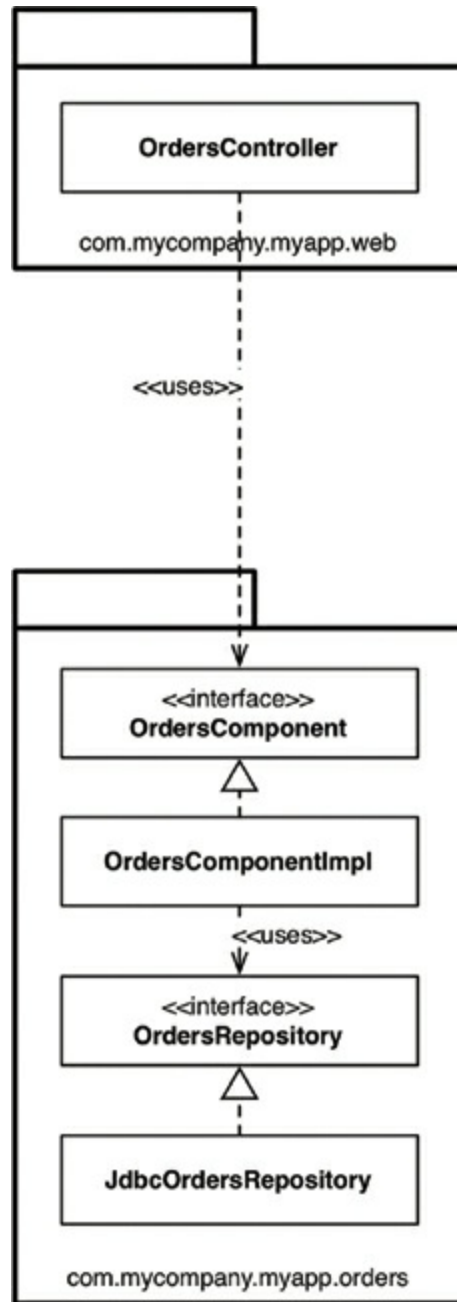 OrdersController
com.mycompany.myapp.web
<<uses>>
<<interface>>
OrdersComponent
OrdersComponentImpl
<<uses>>
<<interface>>
OrdersRepository
JdbcOrdersRepository
com.mycompany.myapp.orders